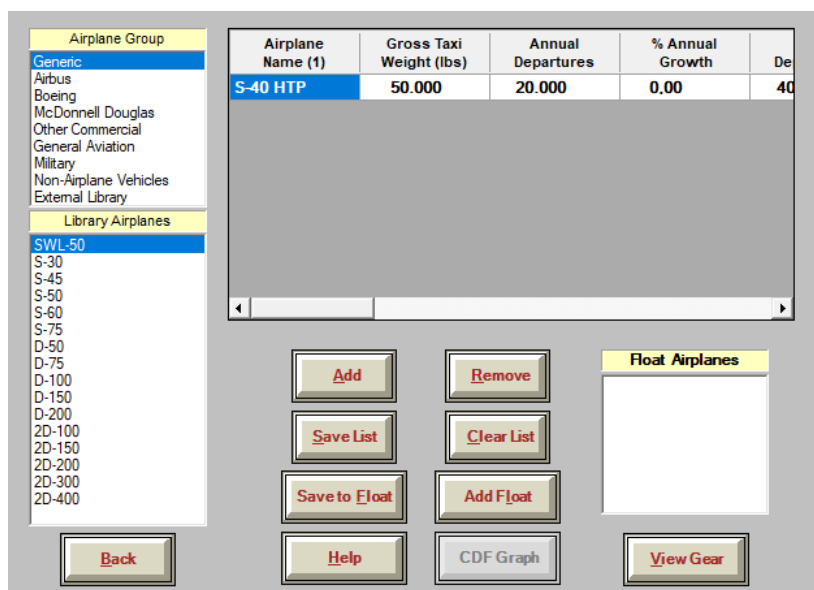 Airplane Group
Generic
Airbus
Boeing
McDonnell Douglas
Other Commercial
General Aviation
Military
Non-Airplane Vehicles
External Library
Library Airplanes
SWL-50
S-30
S-45
S-50
S-60
S-75
D-50
D-75
D-100
D-150
D-200
2D-100
2D-150
2D-200
2D-300
2D-400
Back
Airplane Name (1) Gross Taxi Weight (lbs) Annual Departures % Annual Growth De
S-40 HTP 50.000 20.000 0,00 40
Add
Remove
Save List
Clear List
Save to Float
Add Float
Help
CDF Graph
Float Airplanes
View Gear